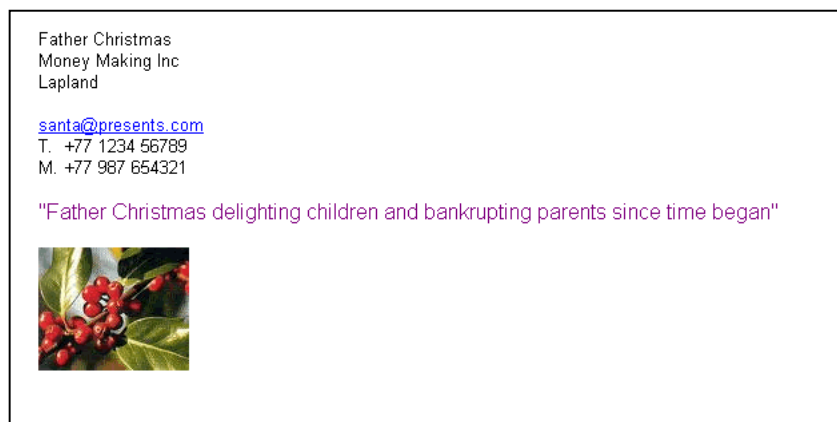 Father Christmas
Money Making Inc
Lapland
santa@presents.com
T. +77 1234 56789
M. +77 987 654321
"Father Christmas delighting children and bankrupting parents since time began"